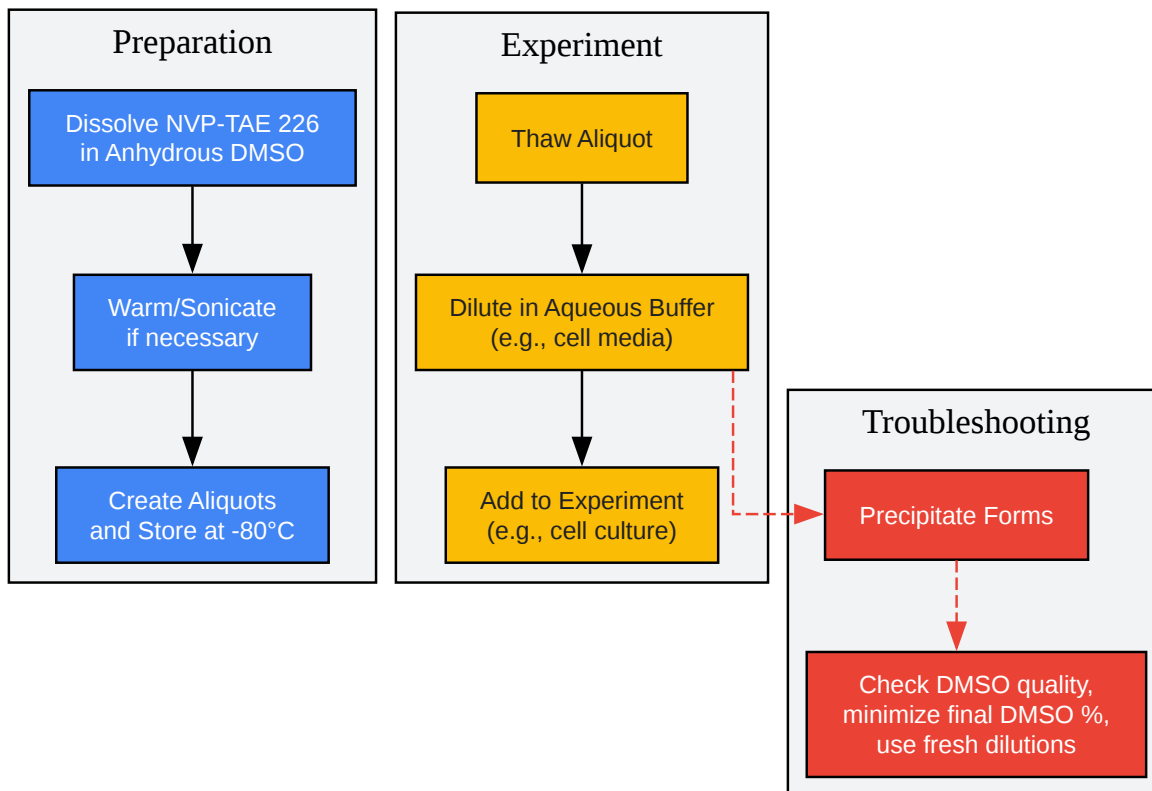 Preparation
Dissolve NVP-TAE 226
in Anhydrous DMSO
Warm/Sonicate
if necessary
Create Aliquots
and Store at -80°C
Experiment
Thaw Aliquot
Dilute in Aqueous Buffer
(e.g., cell media)
Add to Experiment
(e.g., cell culture)
Troubleshooting
Precipitate Forms
Check DMSO quality,
minimize final DMSO %,
use fresh dilutions